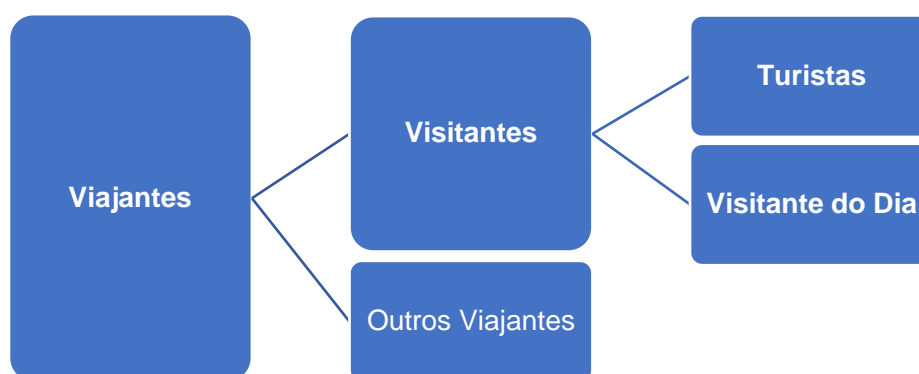 Viajantes
Visitantes
Outros Viajantes
Turistas
Visitante do Dia